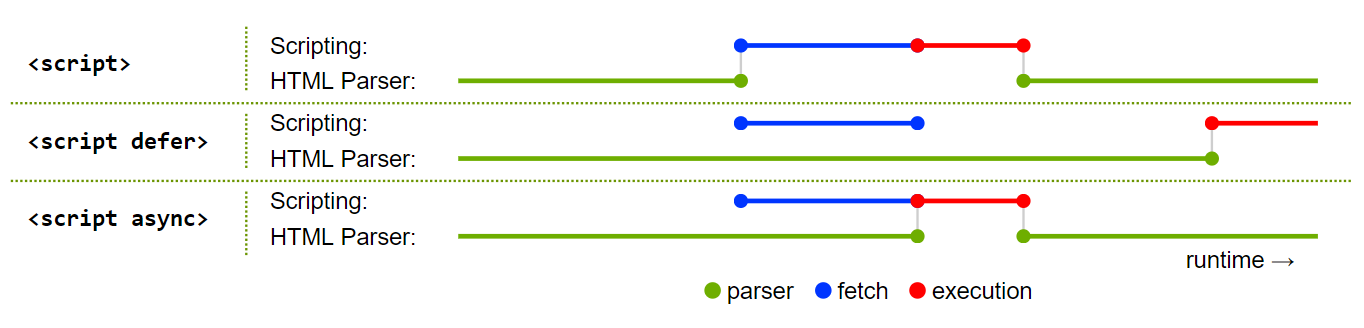 <script>
Scripting:
HTML Parser:
<script defer>
Scripting:
HTML Parser:
<script async>
Scripting:
HTML Parser:
runtime →
parser fetch execution